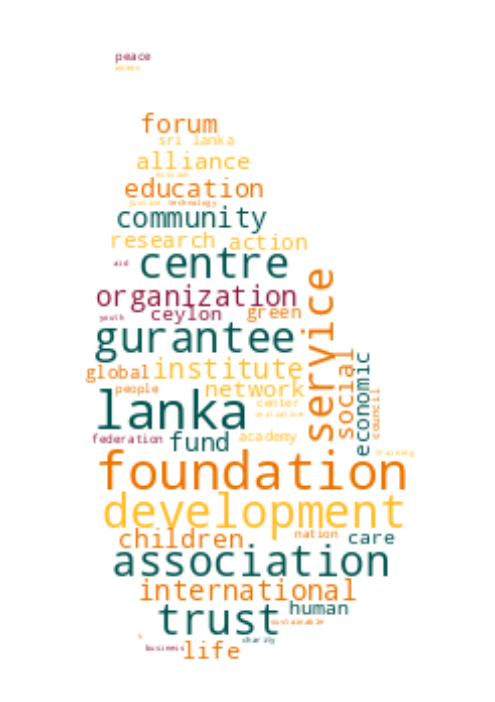 peace
women
forum
sri lanka
alliance
mission
education
justice technology
community
research action
centre
aid
organization
service
youth ceylon green
gurantee
social
economic
global institute
people network
council
lanka center
initiative
federation fund academy
training
foundation
development
children nation care
association
international
human
trust sustainable
s
charity
business life